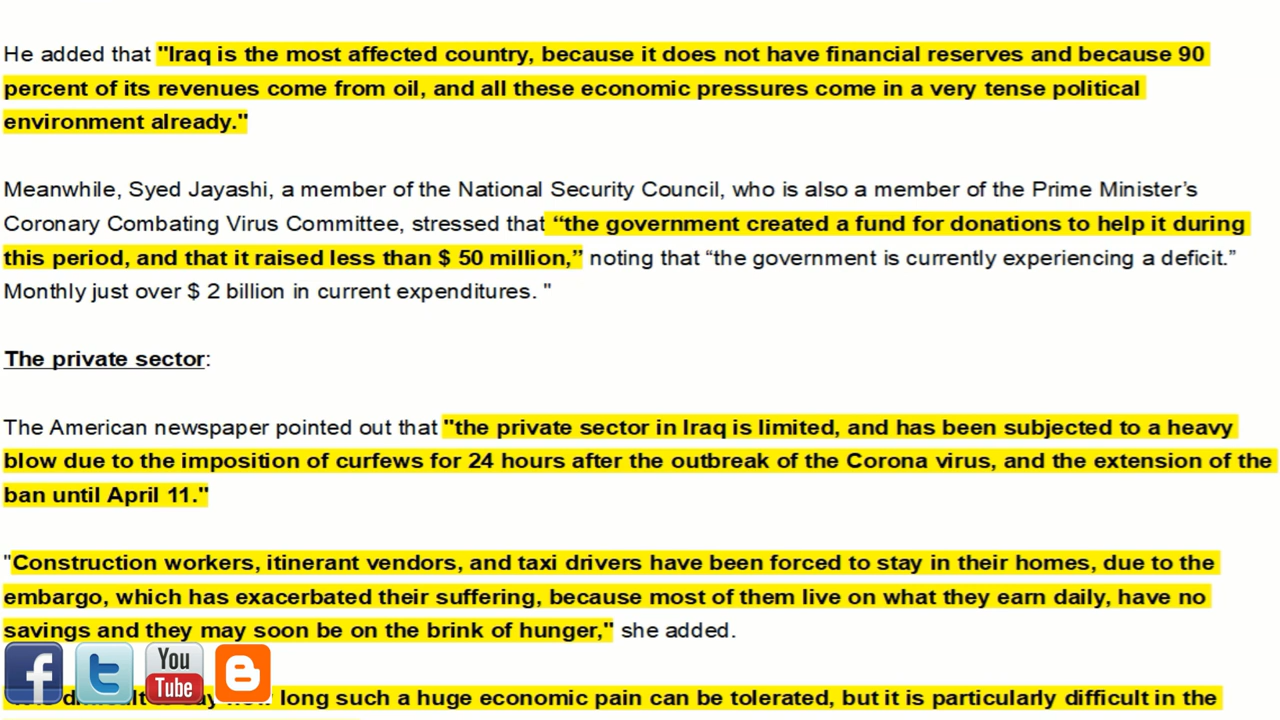 He added that "Iraq is the most affected country, because it does not have financial reserves and because 90
percent of its revenues come from oil, and all these economic pressures come in a very tense political
environment already."
Meanwhile, Syed Jayashi, a member of the National Security Council, who is also a member of the Prime Minister’s
Coronary Combating Virus Committee, stressed that “the government created a fund for donations to help it during
this period, and that it raised less than $ 50 million,” noting that “the government is currently experiencing a deficit.”
Monthly just over $ 2 billion in current expenditures. "
The private sector:
The American newspaper pointed out that "the private sector in Iraq is limited, and has been subjected to a heavy
blow due to the imposition of curfews for 24 hours after the outbreak of the Corona virus, and the extension of the
ban until April 11."
"Construction workers, itinerant vendors, and taxi drivers have been forced to stay in their homes, due to the
embargo, which has exacerbated their suffering, because most of them live on what they earn daily, have no
savings and they may soon be on the brink of hunger," she added.
You
Tube
long such a huge economic pain can be tolerated, but it is particularly difficult in the